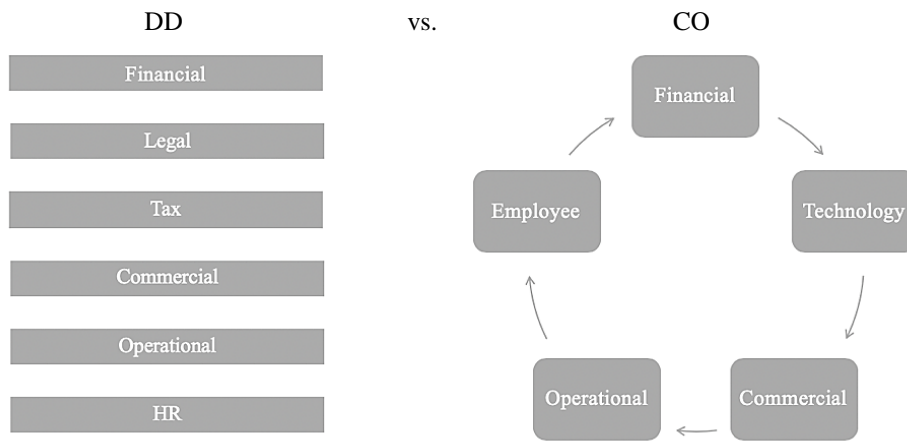 DD vs. CO
Financial
Legal
Tax
Commercial
Operational
HR
Financial
Technology
Commercial
Operational
Employee